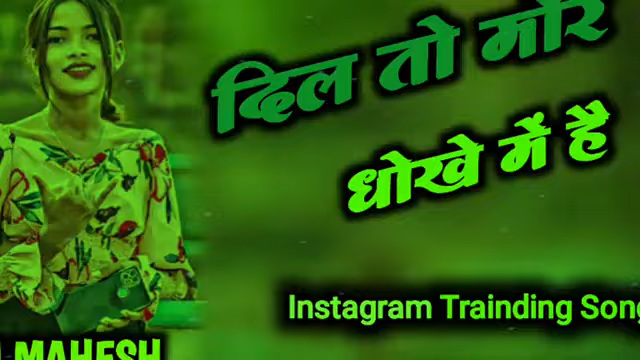 दिल तो मोर
धोखे में है
Instagram Trainding Song
MAHESH